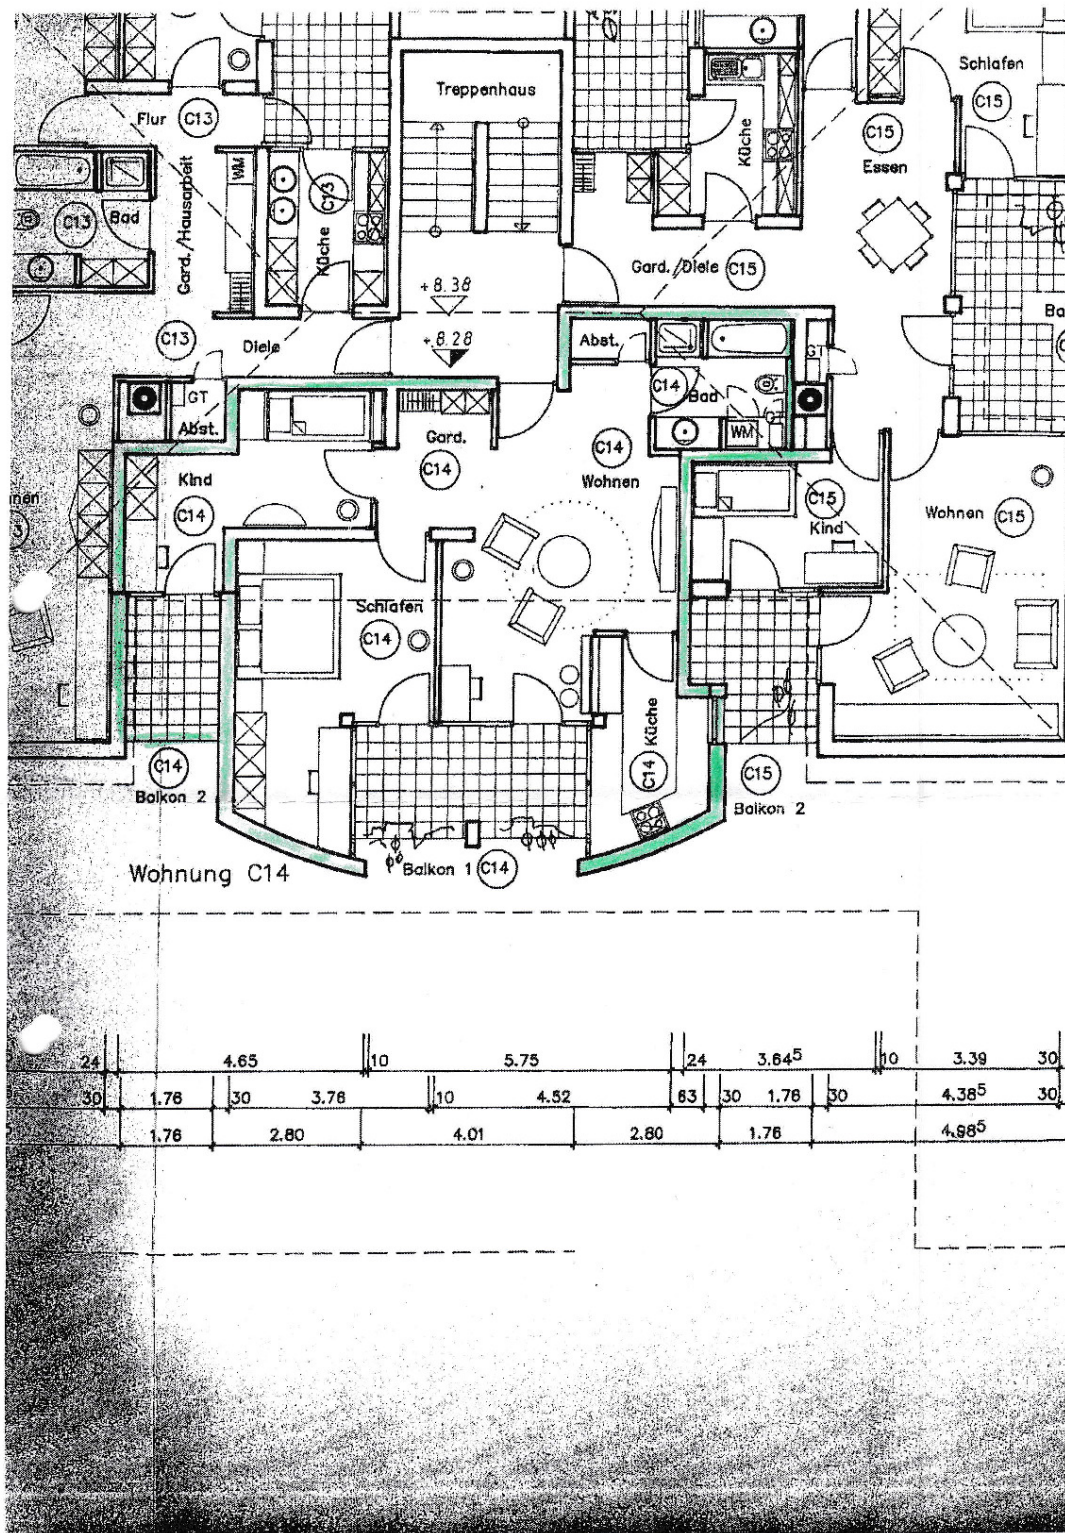 Treppenhaus
Schlafen
C15
Flur
C13
C15
Essen
Küche
WM
C13
Bad
C13
Gard./Hausarbeit
Küche
Gard./Diele
C15
+8.38
+8.28
C13
Diele
Abst.
GT
C14
Bad
GT
Abst.
WM
Gard.
C14
C14
Wohnen
Kind
C14
C15
Kind
Wohnen
C15
Schlafen
C14
Küche
C14
C14
Balkon 2
C15
Balkon 2
Balkon 1
C14
Wohnung C14
24 4.65 10 5.75 24 3.64⁵ 10 3.39 30
30 1.76 30 3.76 10 4.52 63 30 1.76 30 4.38⁵ 30
1.76 2.80 4.01 2.80 1.76 4.98⁵